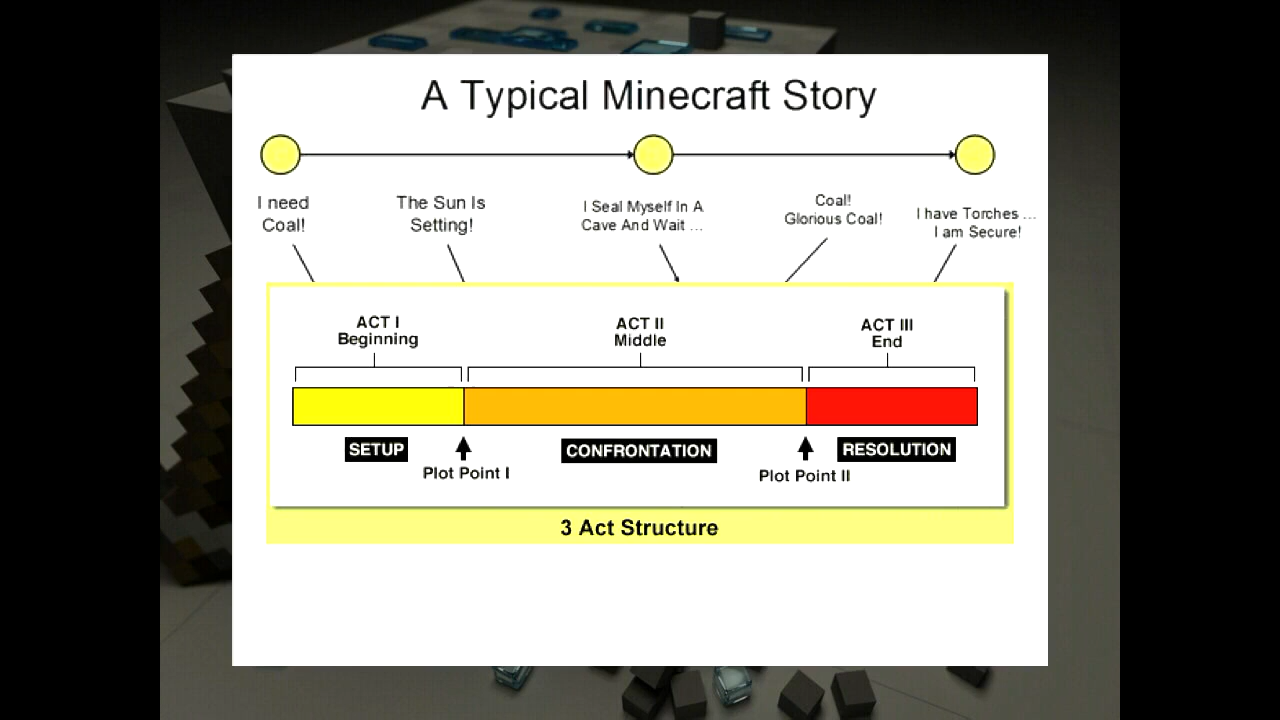 A Typical Minecraft Story
I need
Coal!
The Sun Is
Setting!
I Seal Myself In A
Cave And Wait ...
Coal!
Glorious Coal!
I have Torches ...
I am Secure!
ACT I
Beginning
ACT II
Middle
ACT III
End
SETUP
CONFRONTATION
RESOLUTION
Plot Point I
Plot Point II
3 Act Structure